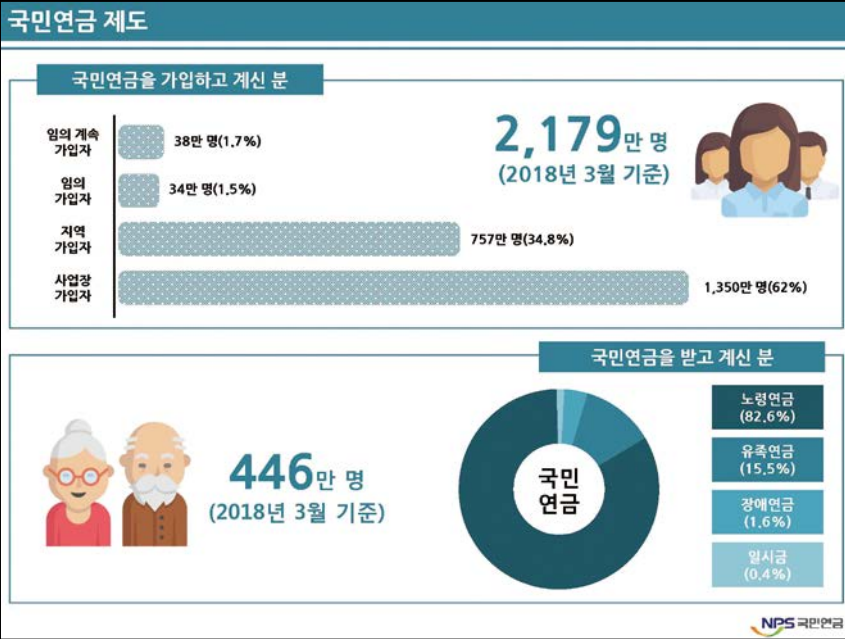 국민연금 제도
국민연금을 가입하고 계신 분
임의 계속
가입자
38만 명(1.7%)
임의
가입자
34만 명(1.5%)
지역
가입자
757만 명(34.8%)
사업장
가입자
1,350만 명(62%)
2,179만 명
(2018년 3월 기준)
국민연금을 받고 계신 분
446만 명
(2018년 3월 기준)
국민
연금
노령연금
(82.6%)
유족연금
(15.5%)
장애연금
(1.6%)
일시금
(0.4%)
NPS 국민연금